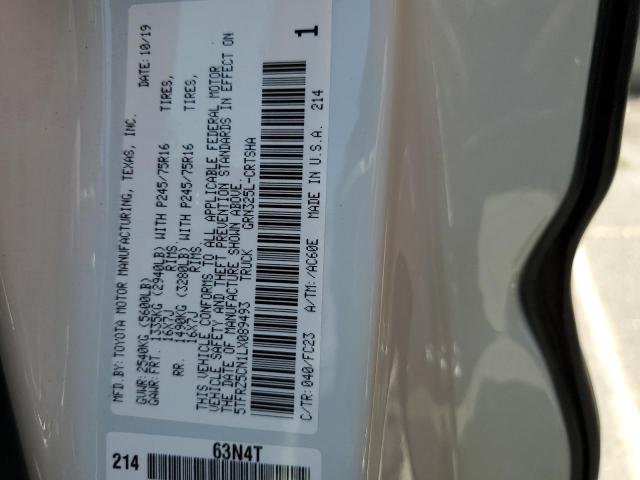 MFD.BY: TOYOTA MOTOR MANUFACTURING, TEXAS, INC. DATE: 10/19
GVWR: 2540KG (5600LB)
GAWR: FRT. 1335KG (2940LB) WITH P245/75R16 TIRES,
16X7J RIMS.
RR. 1490KG (3280LB) WITH P245/75R16 TIRES,
16X7J RIMS.
THIS VEHICLE CONFORMS TO ALL APPLICABLE FEDERAL MOTOR
VEHICLE SAFETY AND THEFT PREVENTION STANDARDS IN EFFECT ON
THE DATE OF MANUFACTURE SHOWN ABOVE.
5TFRZ5CN1LX089493 TRUCK GRN325L-CRTSHA 1
C/TR: 040/FC23 A/TM: /AC60E MADE IN U.S.A. 214
214 63N4T